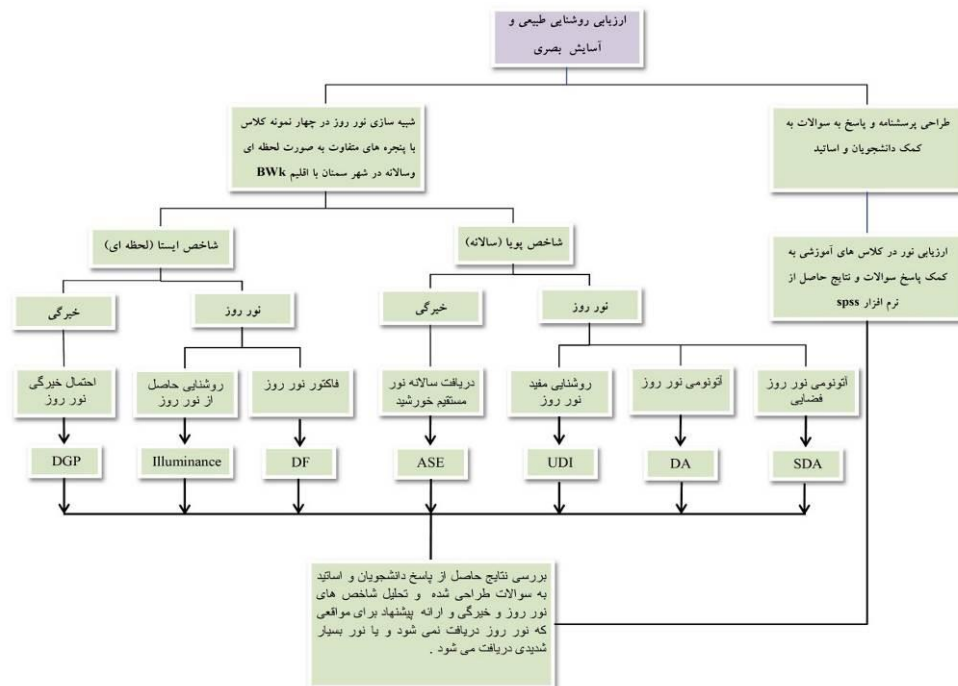 ارزیابی روشنایی طبیعی و
آسایش بصری
طراحی پرسشنامه و پاسخ به سوالات به
کمک دانشجویان و اساتید
شبیه سازی نور روز در چهار نمونه کلاس
با پنجره های متفاوت به صورت لحظه ای
وسالانه در شهر سمنان با اقلیم BWk
ارزیابی نور در کلاس های آموزشی به
کمک پاسخ سوالات و نتایج حاصل از
نرم افزار spss
شاخص پویا (سالانه)
شاخص ایستا (لحظه ای)
نور روز
خیرگی
نور روز
خیرگی
آتونومی نور روز
فضایی
آتونومی نور روز
روشنایی مفید
نور روز
دریافت سالانه نور
مستقیم خورشید
فاکتور نور روز
روشنایی حاصل
از نور روز
احتمال خیرگی
نور روز
SDA
DA
UDI
ASE
DF
Illuminance
DGP
بررسی نتایج حاصل از پاسخ دانشجویان و اساتید
به سوالات طراحی شده و تحلیل شاخص های
نور روز و خیرگی و ارائه پیشنهاد برای مواقعی
که نور روز دریافت نمی شود و یا نور بسیار
شدیدی دریافت می شود .